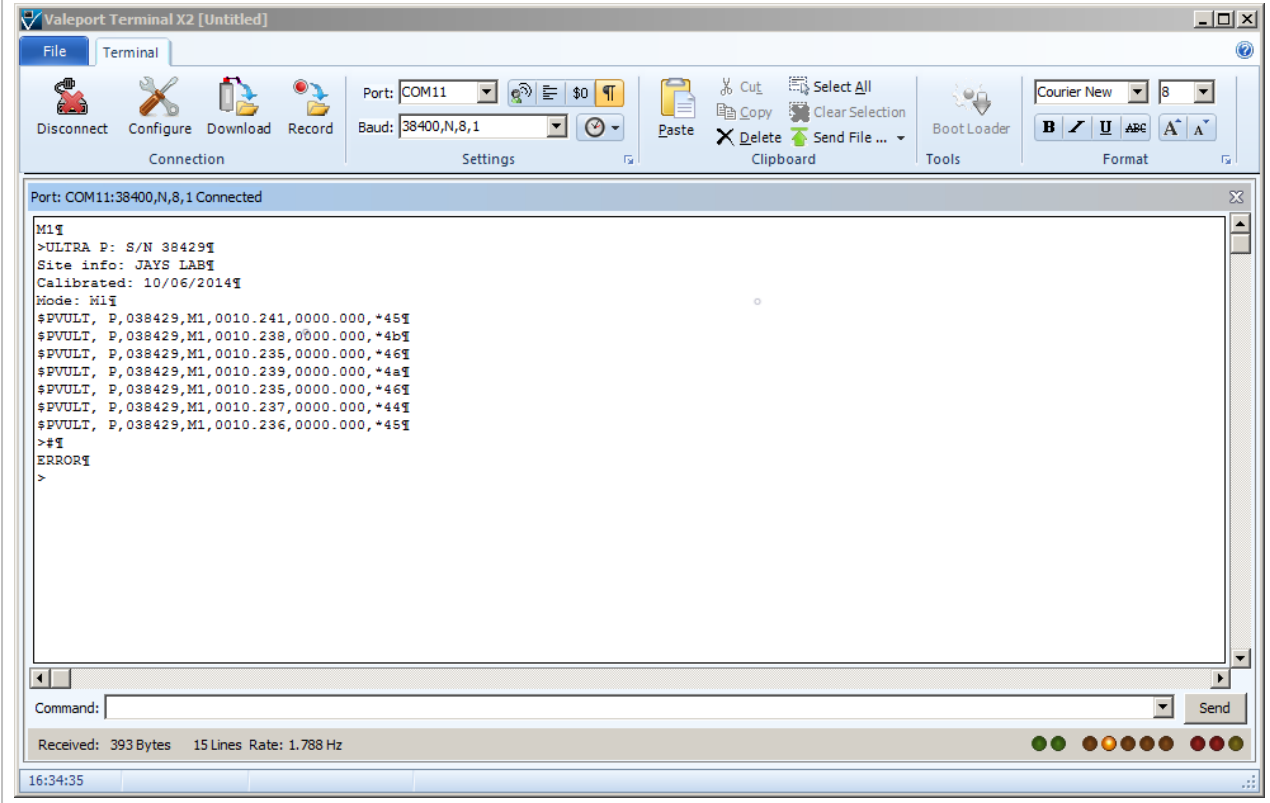 Valeport Terminal X2 [Untitled]
File Terminal
Disconnect Configure Download Record
Connection
Port: COM11 $0 ¶
Baud: 38400,N,8,1
Settings
Paste
Cut
Copy
Delete
Select All
Clear Selection
Send File ...
Clipboard
BootLoader
Tools
Courier New 8
B I U ABC A A
Format
Port: COM11:38400,N,8,1 Connected
M1¶
>ULTRA P: S/N 38429¶
Site info: JAYS LAB¶
Calibrated: 10/06/2014¶
Mode: M1¶
$PVULT, P,038429,M1,0010.241,0000.000,*45¶
$PVULT, P,038429,M1,0010.238,0000.000,*4b¶
$PVULT, P,038429,M1,0010.235,0000.000,*46¶
$PVULT, P,038429,M1,0010.239,0000.000,*4a¶
$PVULT, P,038429,M1,0010.235,0000.000,*46¶
$PVULT, P,038429,M1,0010.237,0000.000,*44¶
$PVULT, P,038429,M1,0010.236,0000.000,*45¶
>#¶
ERROR¶
>
Command: Send
Received: 393 Bytes 15 Lines Rate: 1.788 Hz
16:34:35